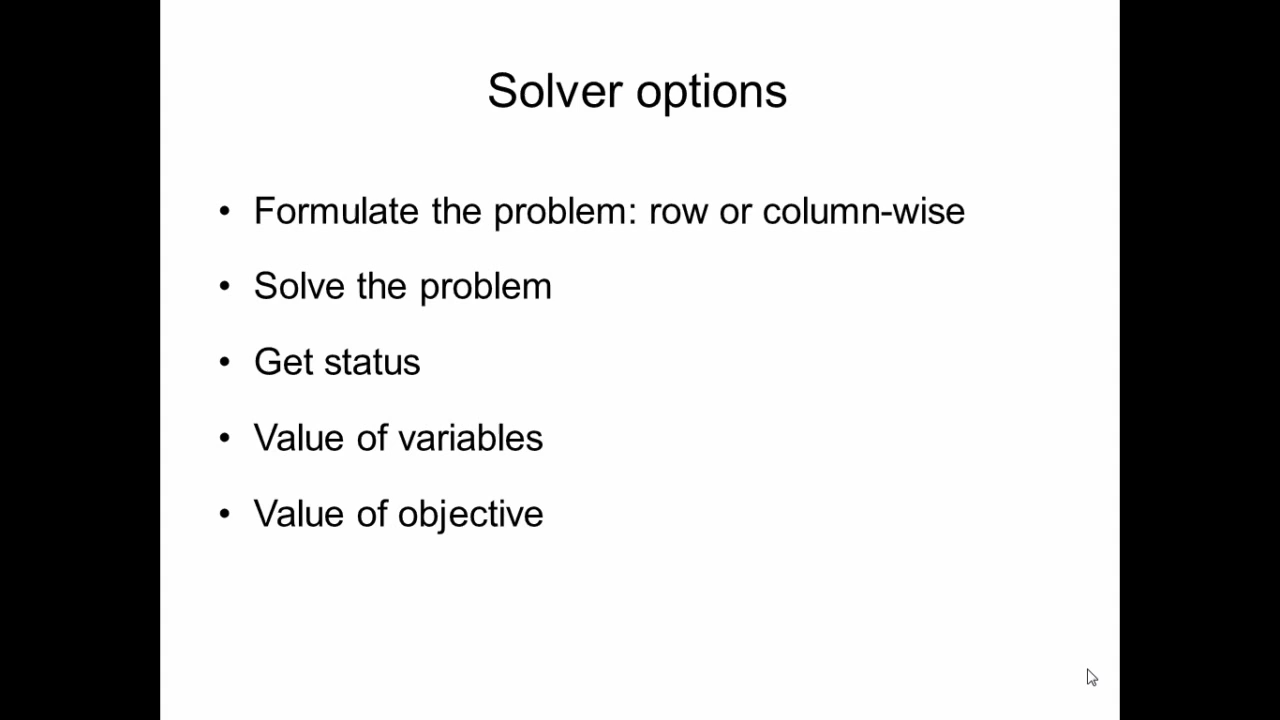 Solver options
• Formulate the problem: row or column-wise
• Solve the problem
• Get status
• Value of variables
• Value of objective